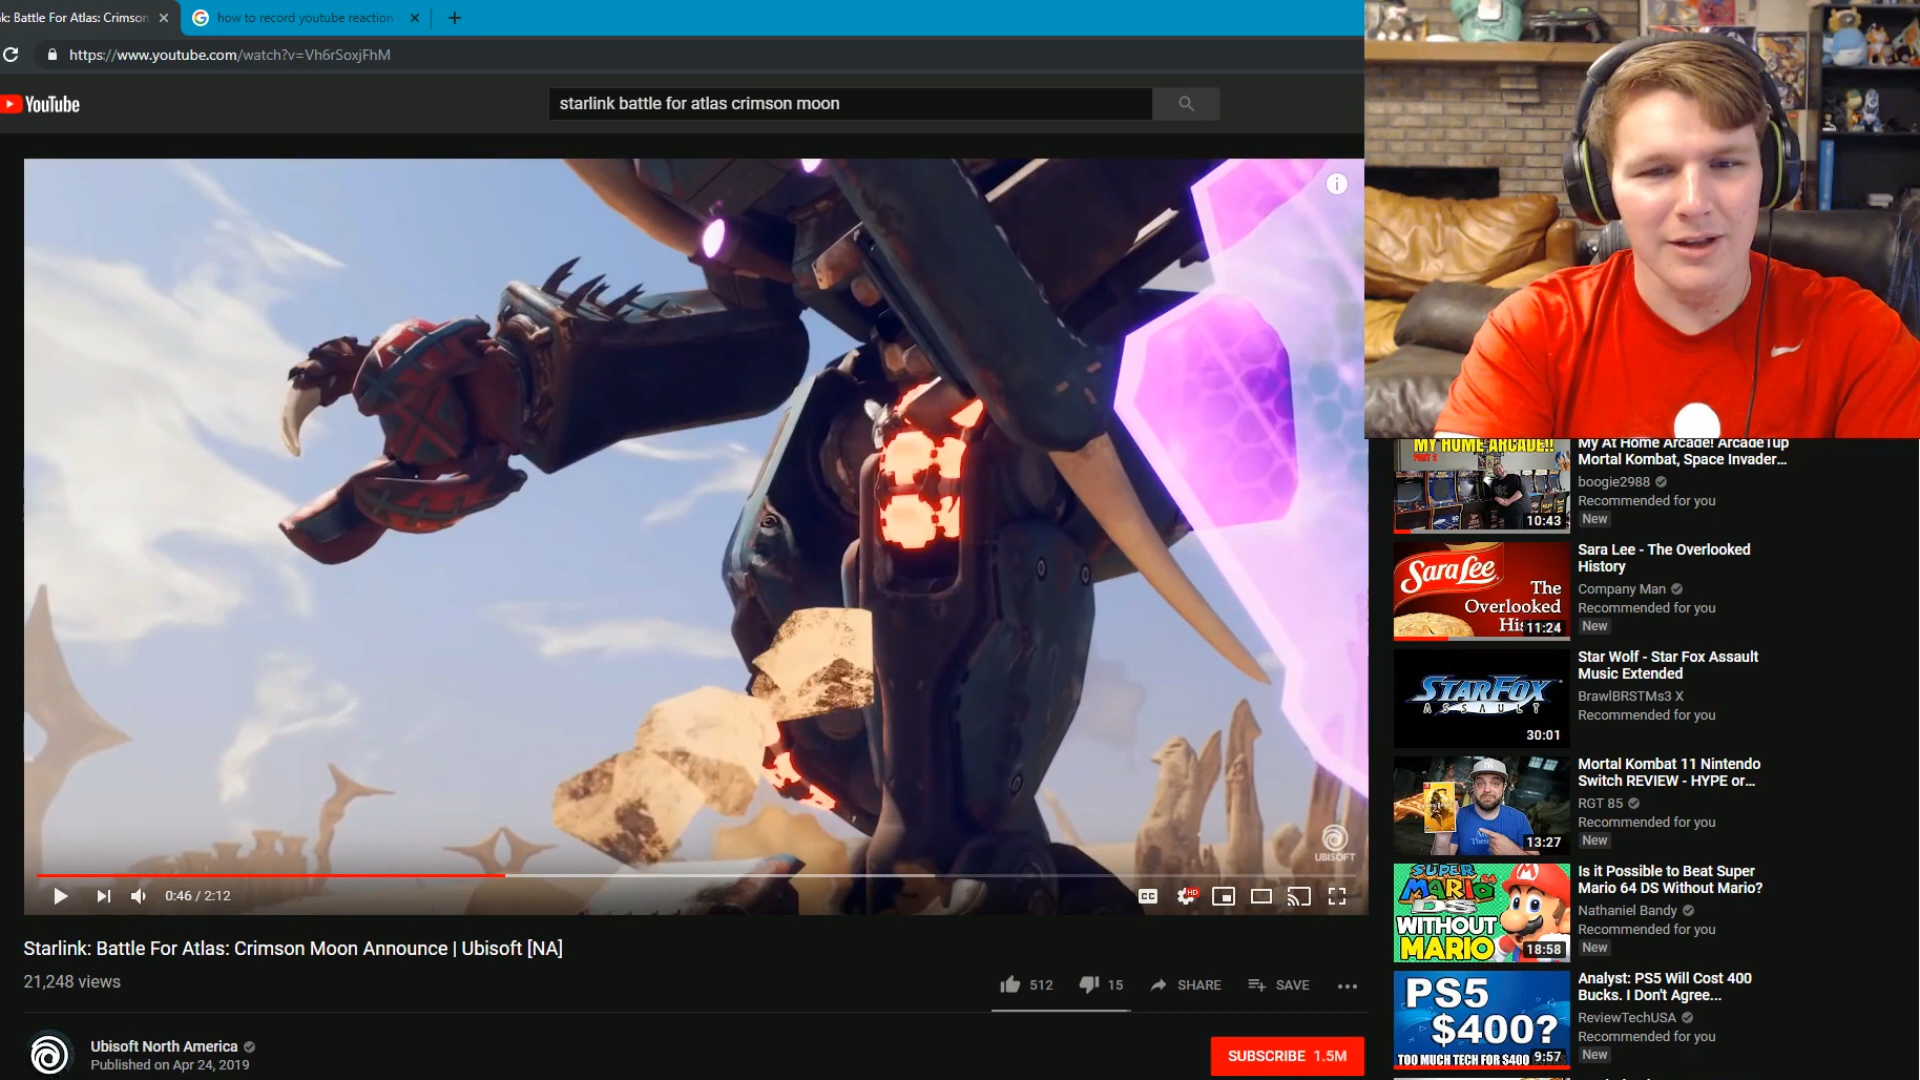 k: Battle For Atlas: Crimson
how to record youtube reaction
https://www.youtube.com/watch?v=Vh6rSoxjFhM
YouTube
starlink battle for atlas crimson moon
UBISOFT
0:46 / 2:12
CC
HD
Starlink: Battle For Atlas: Crimson Moon Announce | Ubisoft [NA]
21,248 views
512
15
SHARE
SAVE
Ubisoft North America
Published on Apr 24, 2019
SUBSCRIBE 1.5M
MY HOME ARCADE!!
10:43
My At Home Arcade! Arcade1up
Mortal Kombat, Space Invader...
boogie2988
Recommended for you
New
Sara Lee
The
Overlooked
His
11:24
Sara Lee - The Overlooked
History
Company Man
Recommended for you
New
STARFOX
ASSAULT
30:01
Star Wolf - Star Fox Assault
Music Extended
BrawlBRSTMs3 X
Recommended for you
13:27
Mortal Kombat 11 Nintendo
Switch REVIEW - HYPE or...
RGT 85
Recommended for you
New
SUPER
MARIO 64
DS
WITHOUT
MARIO
18:58
Is it Possible to Beat Super
Mario 64 DS Without Mario?
Nathaniel Bandy
Recommended for you
New
PS5
$400?
TOO MUCH TECH FOR $400
9:57
Analyst: PS5 Will Cost 400
Bucks. I Don't Agree...
ReviewTechUSA
Recommended for you
New